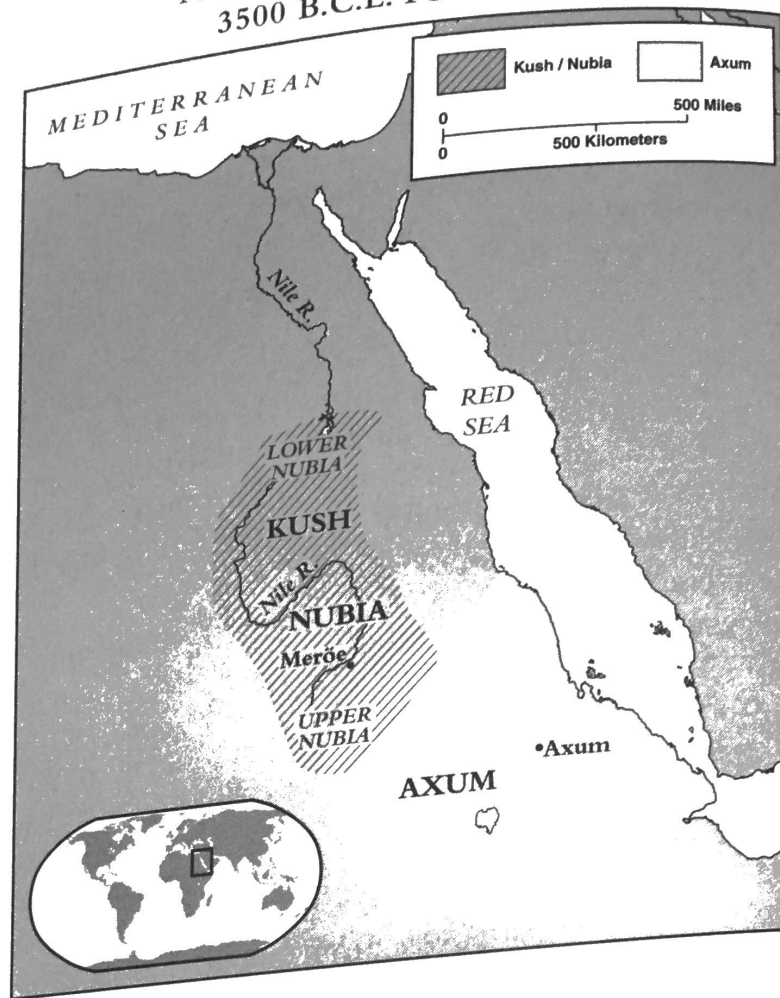 3500 B.C.E.
Kush / Nubia
Axum
0
500 Miles
0
500 Kilometers
MEDITERRANEAN
SEA
Nile R.
RED
SEA
LOWER
NUBIA
KUSH
Nile R.
NUBIA
Meröe
UPPER
NUBIA
Axum
AXUM